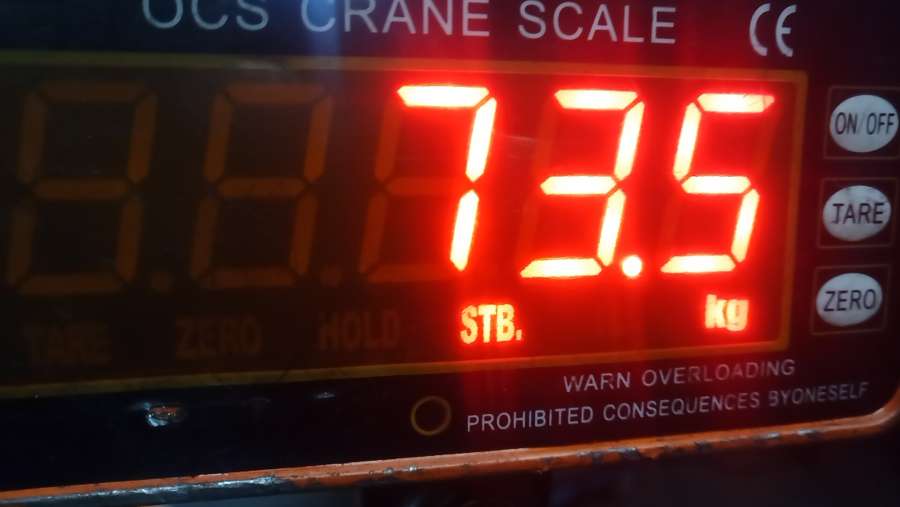 OCS CRANE SCALE CE
73.5
ON/OFF
TARE
ZERO
TARE ZERO HOLD STB. kg
WARN OVERLOADING
PROHIBITED CONSEQUENCES BYONESELF